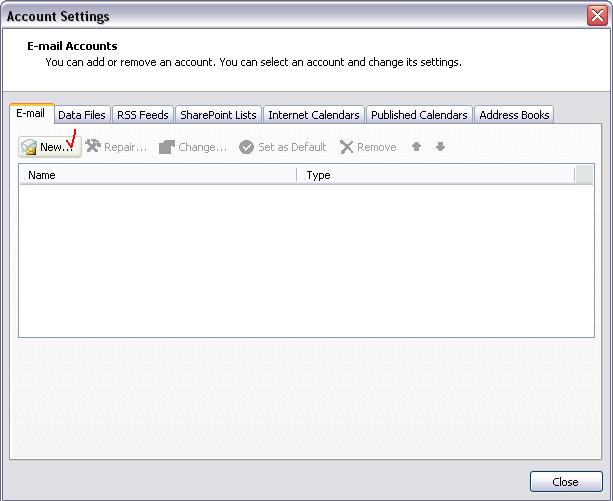 Account Settings
E-mail Accounts
You can add or remove an account. You can select an account and change its settings.
E-mail Data Files RSS Feeds SharePoint Lists Internet Calendars Published Calendars Address Books
New... Repair... Change... Set as Default Remove
Name Type
Close